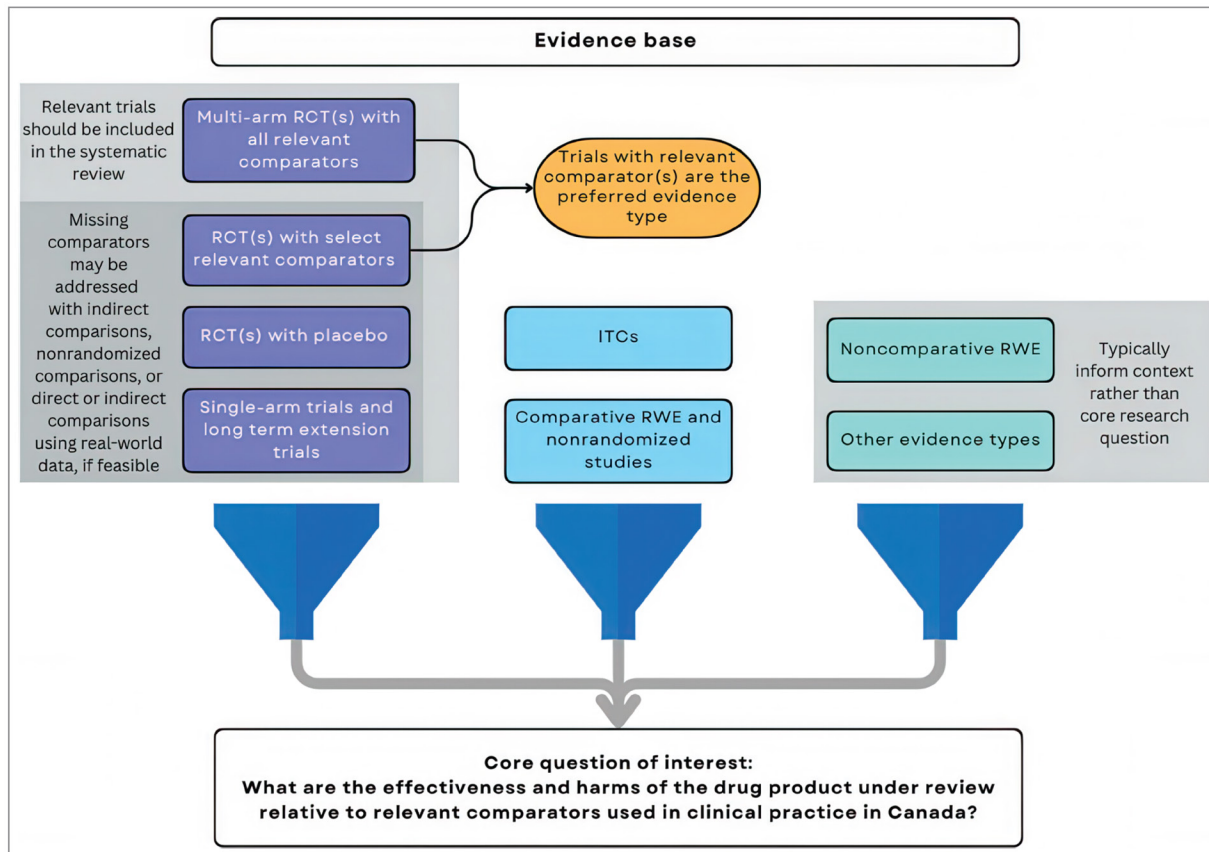 Evidence base
Relevant trials
should be included
in the systematic
review
Multi-arm RCT(s) with
all relevant
comparators
Trials with relevant
comparator(s) are the
preferred evidence
type
Missing
comparators
may be
addressed
with indirect
comparisons,
nonrandomized
comparisons, or
direct or indirect
comparisons
using real-world
data, if feasible
RCT(s) with select
relevant comparators
RCT(s) with placebo
Single-arm trials and
long term extension
trials
ITCs
Comparative RWE and
nonrandomized
studies
Noncomparative RWE
Other evidence types
Typically
inform context
rather than
core research
question
Core question of interest:
What are the effectiveness and harms of the drug product under review
relative to relevant comparators used in clinical practice in Canada?